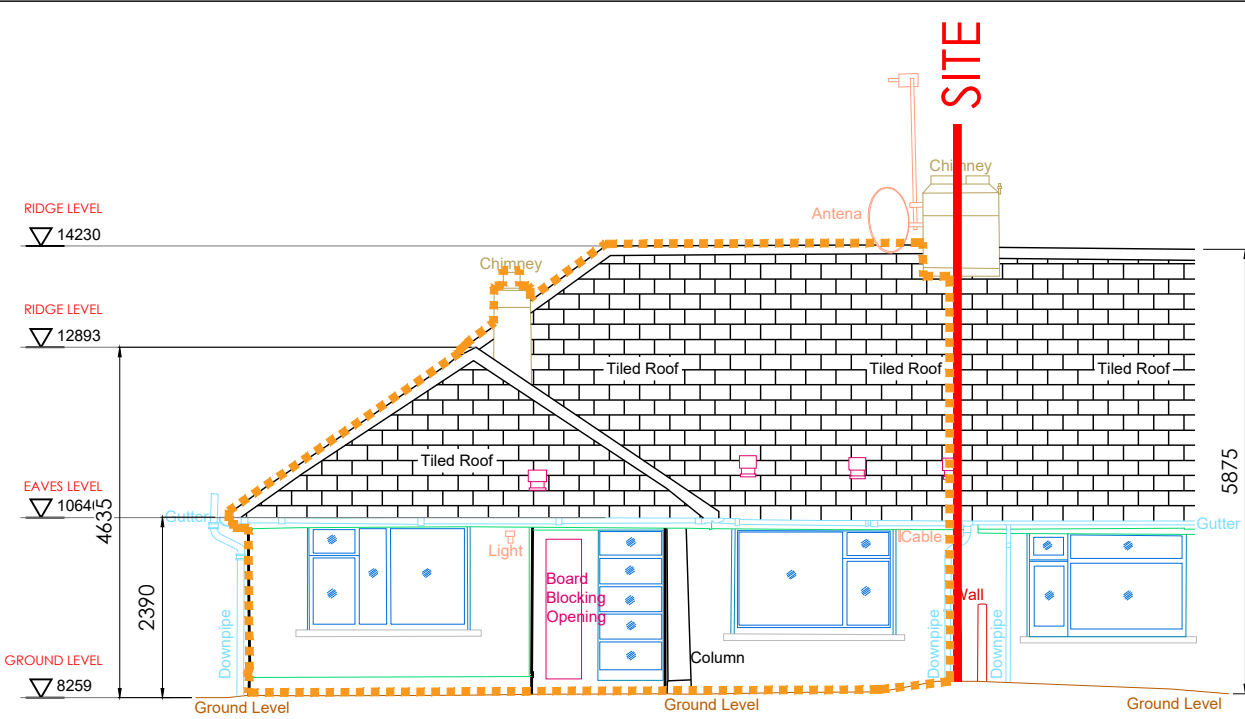 SITE
Chimney
Antena
RIDGE LEVEL
14230
Chimney
RIDGE LEVEL
12893
Tiled Roof
Tiled Roof
Tiled Roof
Tiled Roof
EAVES LEVEL
4635
5875
Gutter
Gutter
Light
Cable
Board
Blocking
Opening
2390
Wall
Downpipe
Downpipe
Downpipe
Column
GROUND LEVEL
8259
Ground Level
Ground Level
Ground Level